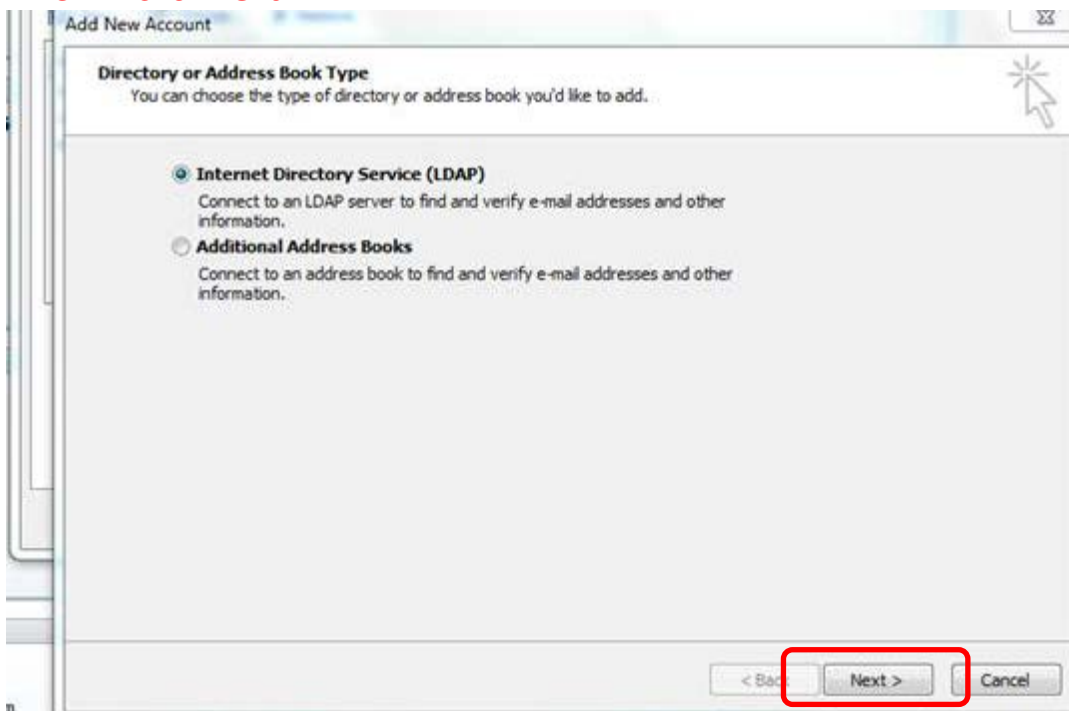 Add New Account
Directory or Address Book Type
You can choose the type of directory or address book you'd like to add.
Internet Directory Service (LDAP)
Connect to an LDAP server to find and verify e-mail addresses and other
information.
Additional Address Books
Connect to an address book to find and verify e-mail addresses and other
information.
< Back Next > Cancel